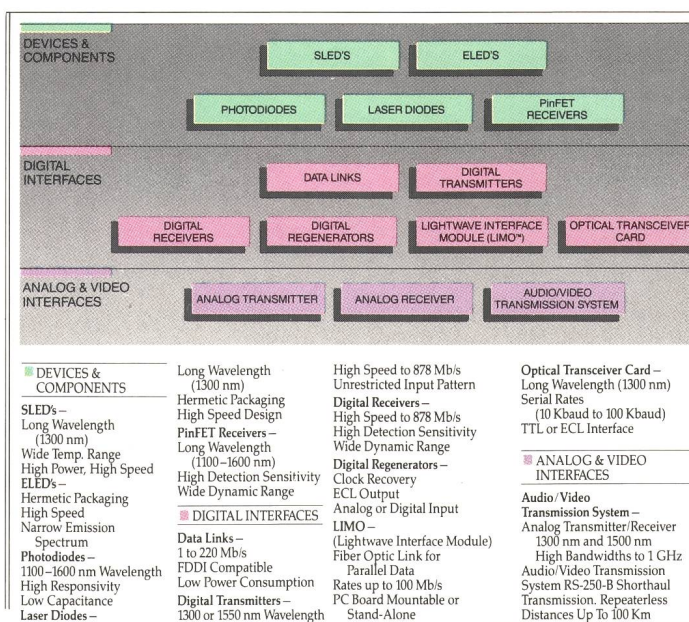 DEVICES &
COMPONENTS
SLED'S
ELED'S
PHOTODIODES
LASER DIODES
PinFET
RECEIVERS
DIGITAL
INTERFACES
DATA LINKS
DIGITAL
TRANSMITTERS
DIGITAL
RECEIVERS
DIGITAL
REGENERATORS
LIGHTWAVE INTERFACE
MODULE (LIMO™)
OPTICAL TRANSCEIVER
CARD
ANALOG & VIDEO
INTERFACES
ANALOG TRANSMITTER
ANALOG RECEIVER
AUDIO/VIDEO
TRANSMISSION SYSTEM
DEVICES &
COMPONENTS
SLED's –
Long Wavelength
(1300 nm)
Wide Temp. Range
High Power, High Speed
ELED's –
Hermetic Packaging
High Speed
Narrow Emission
Spectrum
Photodiodes –
1100–1600 nm Wavelength
High Responsivity
Low Capacitance
Laser Diodes –
Long Wavelength
(1300 nm)
Hermetic Packaging
High Speed Design
PinFET Receivers –
Long Wavelength
(1100–1600 nm)
High Detection Sensitivity
Wide Dynamic Range
DIGITAL INTERFACES
Data Links –
1 to 220 Mb/s
FDDI Compatible
Low Power Consumption
Digital Transmitters –
1300 or 1550 nm Wavelength
High Speed to 878 Mb/s
Unrestricted Input Pattern
Digital Receivers –
High Speed to 878 Mb/s
High Detection Sensitivity
Wide Dynamic Range
Digital Regenerators –
Clock Recovery
ECL Output
Analog or Digital Input
LIMO –
(Lightwave Interface Module)
Fiber Optic Link for
Parallel Data
Rates up to 100 Mb/s
PC Board Mountable or
Stand-Alone
Optical Transceiver Card –
Long Wavelength (1300 nm)
Serial Rates
(10 Kbaud to 100 Kbaud)
TTL or ECL Interface
ANALOG & VIDEO
INTERFACES
Audio/Video
Transmission System –
Analog Transmitter/Receiver
1300 nm and 1500 nm
High Bandwidths to 1 GHz
Audio/Video Transmission
System RS-250-B Shorthaul
Transmission. Repeaterless
Distances Up To 100 Km